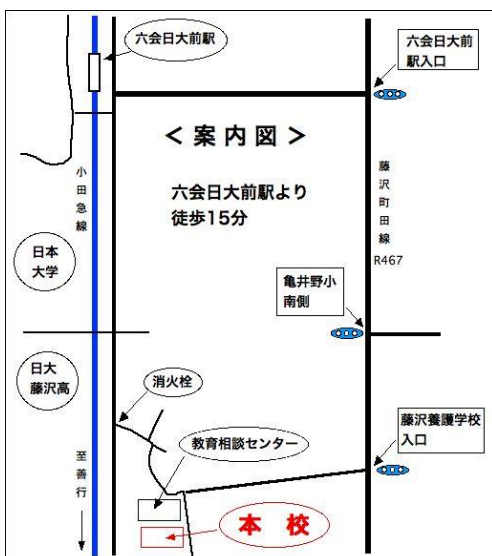 六会日大前駅
六会日大前
駅入口
＜ 案 内 図 ＞
小田急線
六会日大前駅より
徒歩15分
藤沢町田線
R467
日本
大学
亀井野小
南側
日大
藤沢高
消火栓
教育相談センター
藤沢養護学校
入口
至善行
本 校